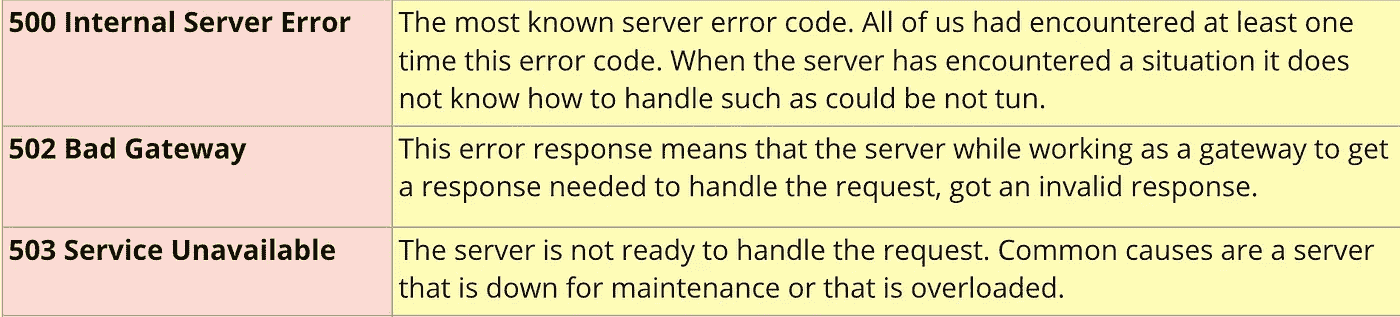 500 Internal Server Error
The most known server error code. All of us had encountered at least one
time this error code. When the server has encountered a situation it does
not know how to handle such as could be not tun.
502 Bad Gateway
This error response means that the server while working as a gateway to get
a response needed to handle the request, got an invalid response.
503 Service Unavailable
The server is not ready to handle the request. Common causes are a server
that is down for maintenance or that is overloaded.